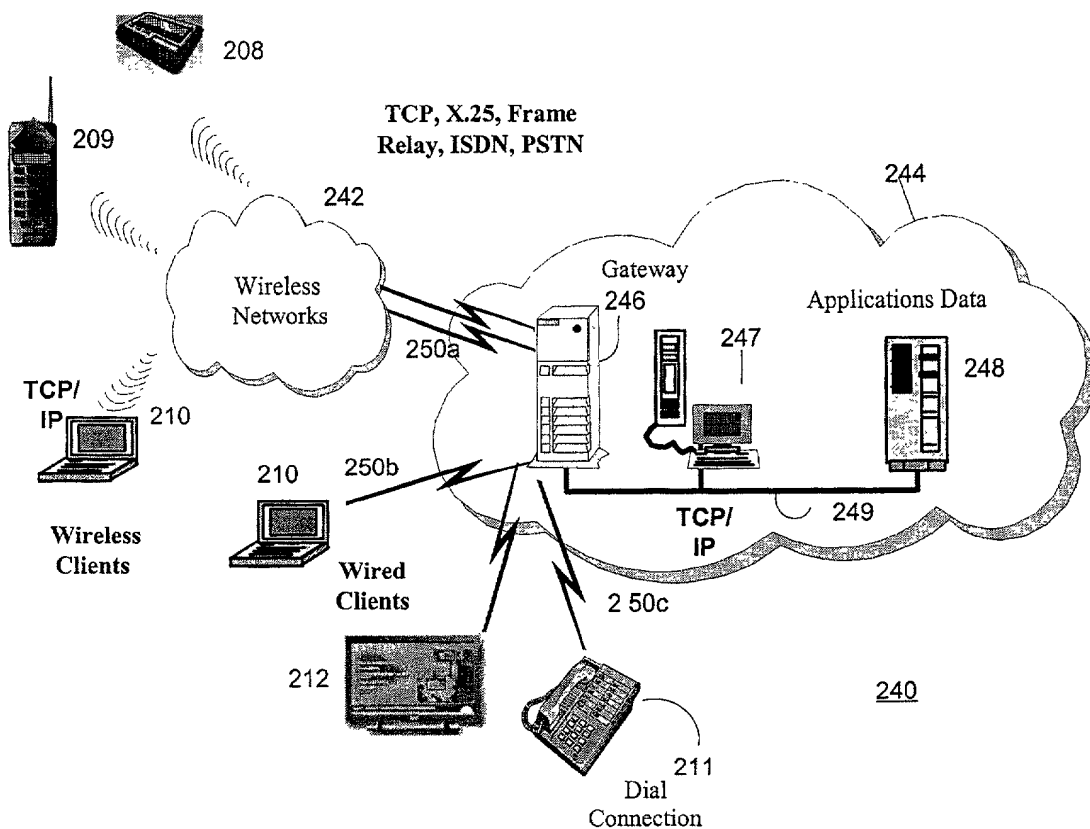 208
209
TCP, X.25, Frame
Relay, ISDN, PSTN
242
244
Wireless
Networks
Gateway
246
Applications Data
250a
247
248
TCP/
IP
210
250b
210
TCP/
IP
249
Wireless
Clients
Wired
Clients
2 50c
212
240
211
Dial
Connection